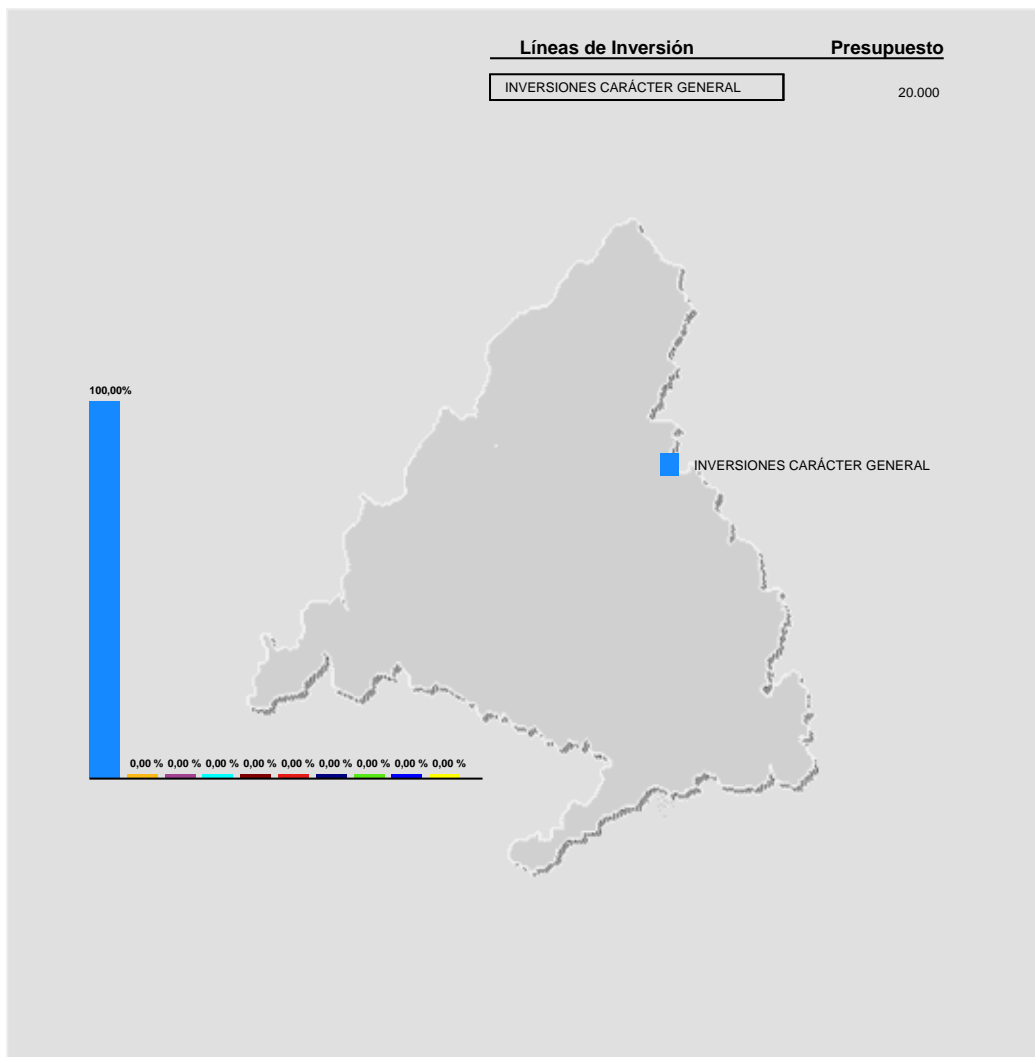 Líneas de Inversión Presupuesto
INVERSIONES CARÁCTER GENERAL 20.000
100,00%
INVERSIONES CARÁCTER GENERAL
0,00 % 0,00 % 0,00 % 0,00 % 0,00 % 0,00 % 0,00 % 0,00 % 0,00 %